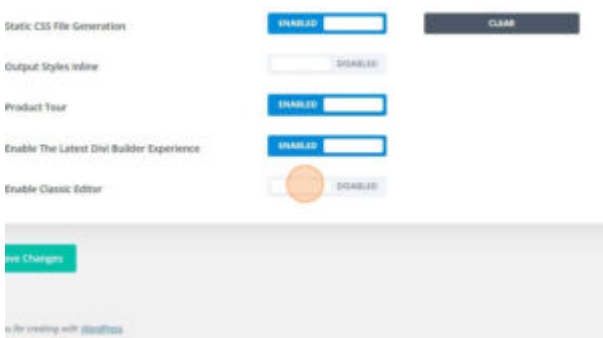 Static CSS File Generation ENABLED CLEAR
Output Styles Inline DISABLED
Product Tour ENABLED
Enable The Latest Divi Builder Experience ENABLED
Enable Classic Editor DISABLED
ve Changes
for creating with WordPress